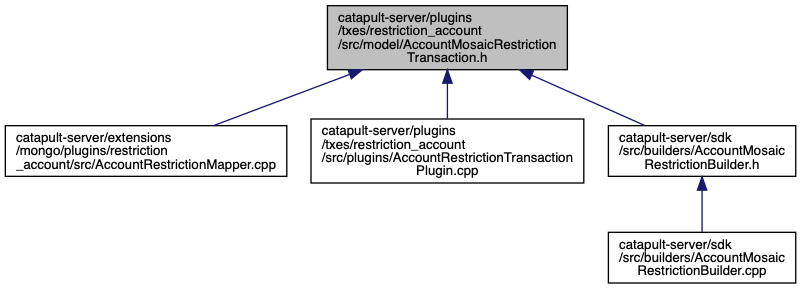 catapult-server/plugins
/txes/restriction_account
/src/model/AccountMosaicRestriction
Transaction.h
catapult-server/extensions
/mongo/plugins/restriction
_account/src/AccountRestrictionMapper.cpp
catapult-server/plugins
/txes/restriction_account
/src/plugins/AccountRestrictionTransaction
Plugin.cpp
catapult-server/sdk
/src/builders/AccountMosaic
RestrictionBuilder.h
catapult-server/sdk
/src/builders/AccountMosaic
RestrictionBuilder.cpp